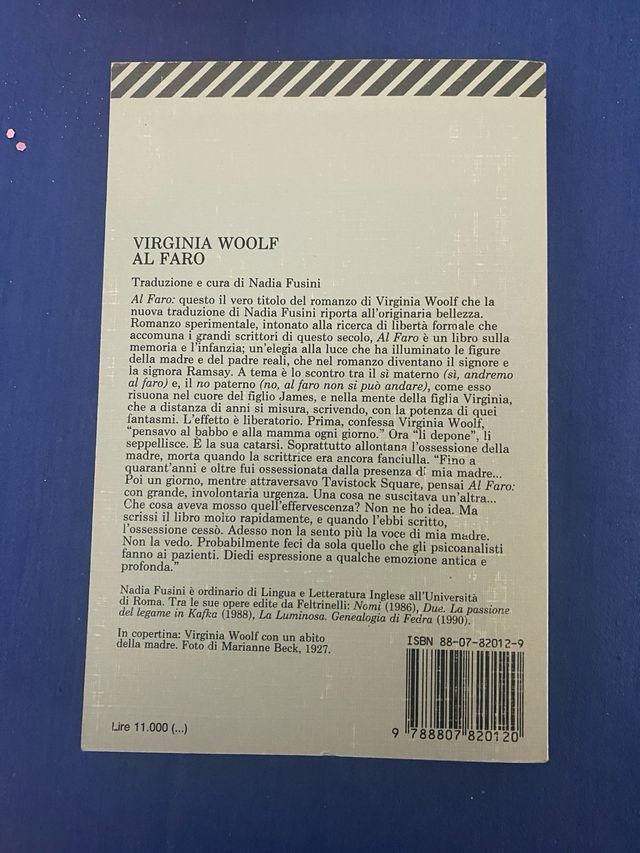 VIRGINIA WOOLF
AL FARO
Traduzione e cura di Nadia Fusini
Al Faro: questo il vero titolo del romanzo di Virginia Woolf che la
nuova traduzione di Nadia Fusini riporta all'originaria bellezza.
Romanzo sperimentale, intonato alla ricerca di libertà formale che
accomuna i grandi scrittori di questo secolo, Al Faro è un libro sulla
memoria e l'infanzia; un'elegia alla luce che ha illuminato le figure
della madre e del padre reali, che nel romanzo diventano il signore e
la signora Ramsay. A tema è lo scontro tra il sì materno (sì, andremo
al faro) e, il no paterno (no, al faro non si può andare), come esso
risuona nel cuore del figlio James, e nella mente della figlia Virginia,
che a distanza di anni si misura, scrivendo, con la potenza di quei
fantasmi. L'effetto è liberatorio. Prima, confessa Virginia Woolf,
"pensavo al babbo e alla mamma ogni giorno." Ora "li depone", li
seppellisce. È la sua catarsi. Soprattutto allontana l'ossessione della
madre, morta quando la scrittrice era ancora fanciulla. "Fino a
quarant'anni e oltre fui ossessionata dalla presenza di mia madre...
Poi un giorno, mentre attraversavo Tavistock Square, pensai Al Faro:
con grande, involontaria urgenza. Una cosa ne suscitava un'altra...
Che cosa aveva mosso quell'effervescenza? Non ne ho idea. Ma
scrissi il libro molto rapidamente, e quando l'ebbi scritto,
l'ossessione cessò. Adesso non la sento più la voce di mia madre.
Non la vedo. Probabilmente feci da sola quello che gli psicoanalisti
fanno ai pazienti. Diedi espressione a qualche emozione antica e
profonda."
Nadia Fusini è ordinario di Lingua e Letteratura Inglese all'Università
di Roma. Tra le sue opere edite da Feltrinelli: Nomi (1986), Due. La passione
del legame in Kafka (1988), La Luminosa. Genealogia di Fedra (1990).
In copertina: Virginia Woolf con un abito
della madre. Foto di Marianne Beck, 1927.
ISBN 88-07-82012-9
Lire 11.000 (...)
9 788807 820120